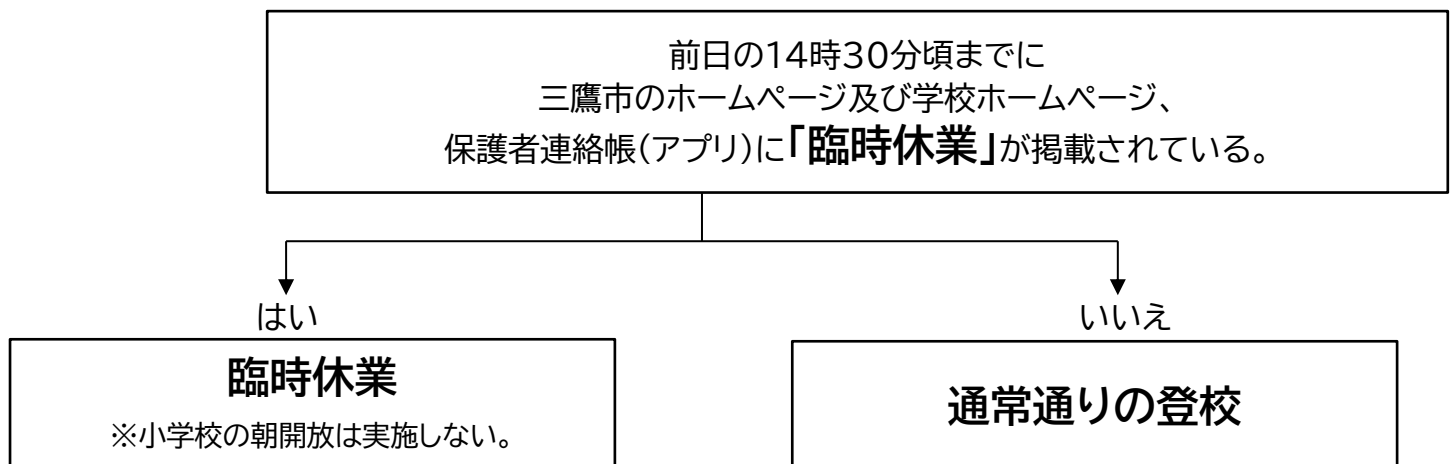 前日の14時30分頃までに
三鷹市のホームページ及び学校ホームページ、
保護者連絡帳(アプリ)に「臨時休業」が掲載されている。
はい
いいえ
臨時休業
※小学校の朝開放は実施しない。
通常通りの登校